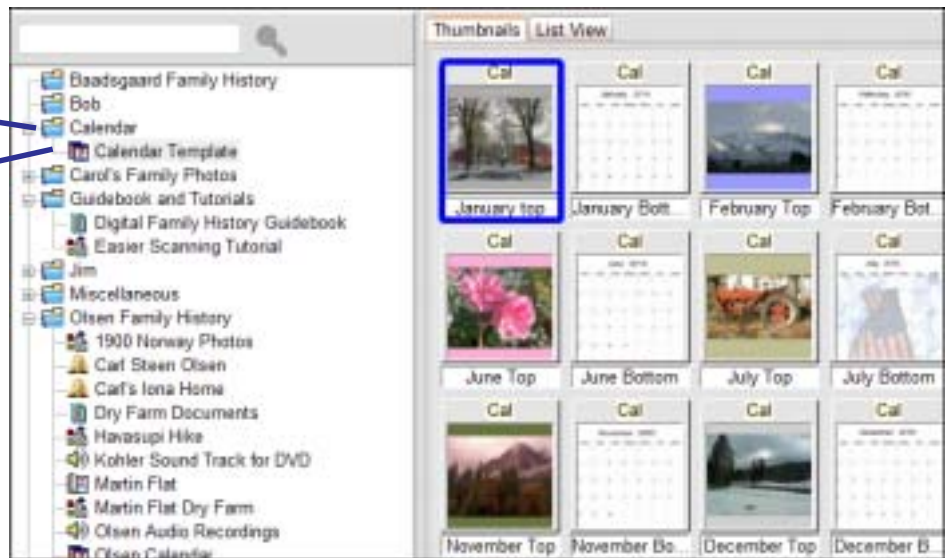 Baadsgaard Family History
Bob
Calendar
Calendar Template
Carol's Family Photos
Guidebook and Tutorials
Digital Family History Guidebook
Easier Scanning Tutorial
Jim
Miscellaneous
Olsen Family History
1900 Norway Photos
Carl Steen Olsen
Carl's Iona Home
Dry Farm Documents
Havasupi Hike
Kohler Sound Track for DVD
Martin Flat
Martin Flat Dry Farm
Olsen Audio Recordings
Olsen Calendar
Thumbnails List View
Cal Cal Cal Cal
January top January Bott February Top February Bot
Cal Cal Cal Cal
June Top June Bottom July Top July Bottom
Cal Cal Cal Cal
November Top November Bo... December Top December B...